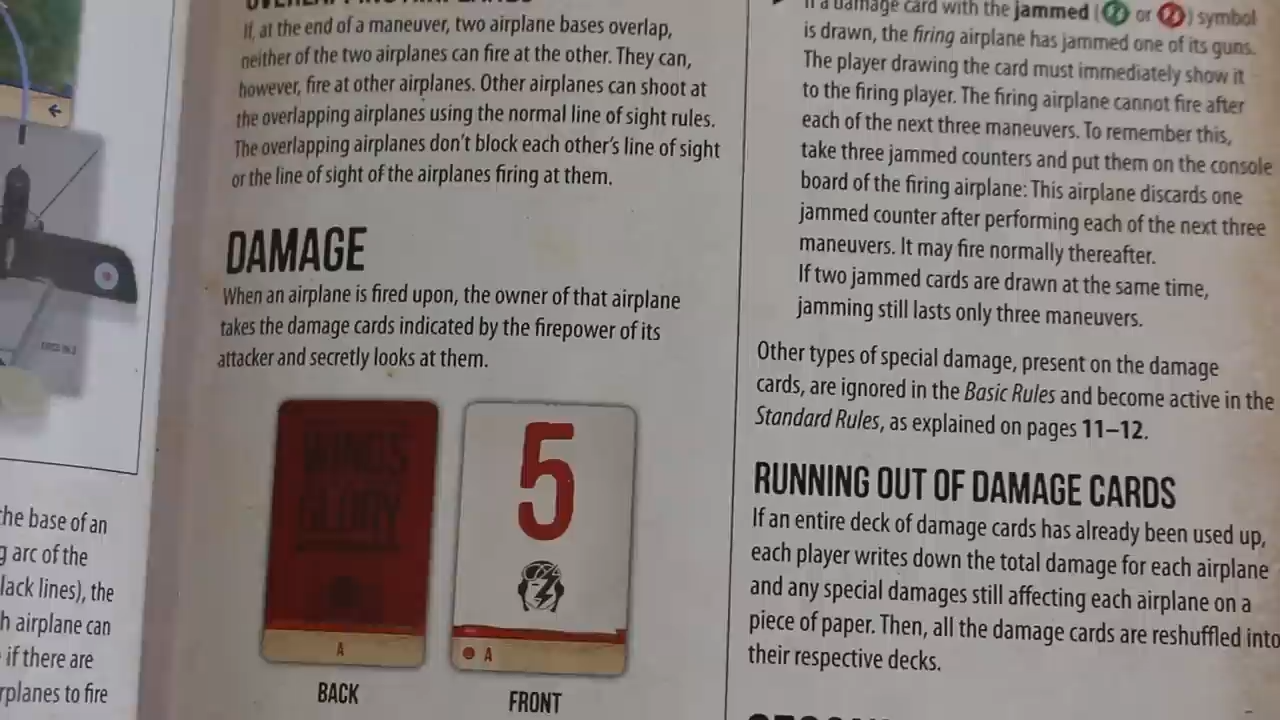 OVERLAPPING AIRPLANES
If, at the end of a maneuver, two airplane bases overlap,
neither of the two airplanes can fire at the other. They can,
however, fire at other airplanes. Other airplanes can shoot at
the overlapping airplanes using the normal line of sight rules.
The overlapping airplanes don't block each other's line of sight
or the line of sight of the airplanes firing at them.
DAMAGE
When an airplane is fired upon, the owner of that airplane
takes the damage cards indicated by the firepower of its
attacker and secretly looks at them.
WINGS
GLORY
A
5
A
BACK
FRONT
the base of an
g arc of the
lack lines), the
h airplane can
if there are
rplanes to fire
If a damage card with the jammed ( or ) symbol
is drawn, the firing airplane has jammed one of its guns.
The player drawing the card must immediately show it
to the firing player. The firing airplane cannot fire after
each of the next three maneuvers. To remember this,
take three jammed counters and put them on the console
board of the firing airplane: This airplane discards one
jammed counter after performing each of the next three
maneuvers. It may fire normally thereafter.
If two jammed cards are drawn at the same time,
jamming still lasts only three maneuvers.
Other types of special damage, present on the damage
cards, are ignored in the Basic Rules and become active in the
Standard Rules, as explained on pages 11–12.
RUNNING OUT OF DAMAGE CARDS
If an entire deck of damage cards has already been used up,
each player writes down the total damage for each airplane
and any special damages still affecting each airplane on a
piece of paper. Then, all the damage cards are reshuffled into
their respective decks.